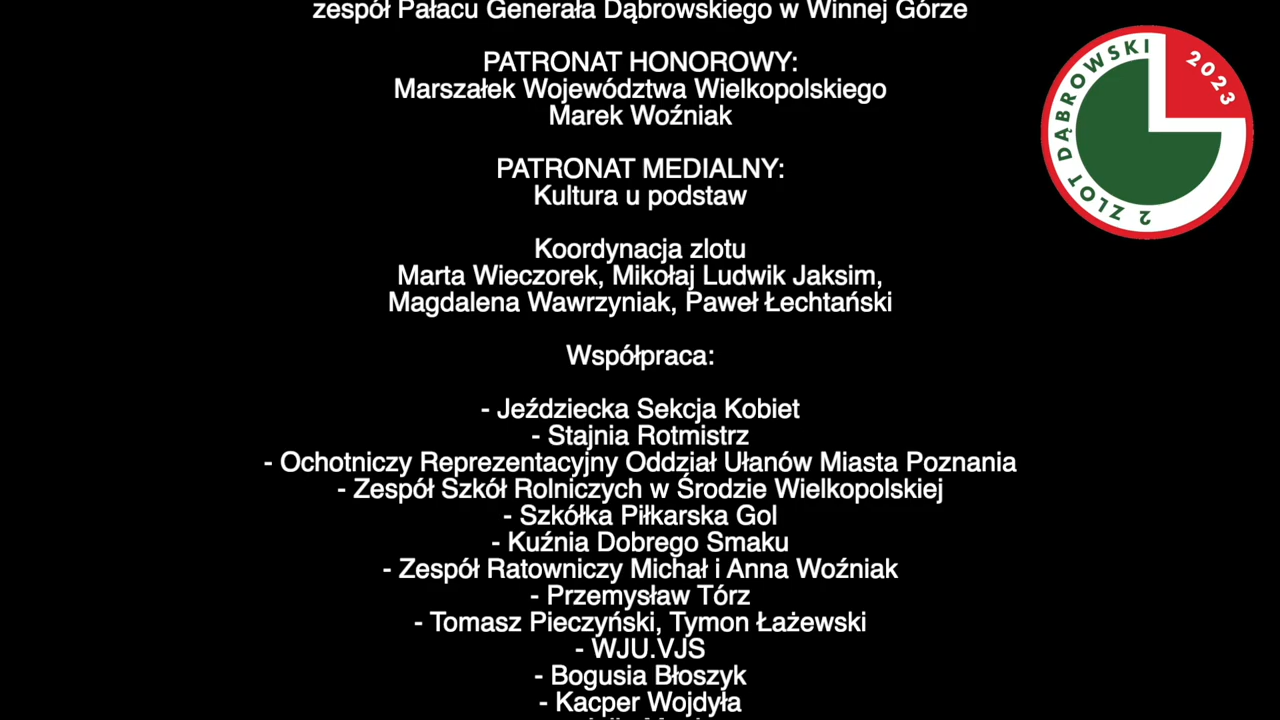 zespół Pałacu Generała Dąbrowskiego w Winnej Górze
PATRONAT HONOROWY:
Marszałek Województwa Wielkopolskiego
Marek Woźniak
PATRONAT MEDIALNY:
Kultura u podstaw
Koordynacja zlotu
Marta Wieczorek, Mikołaj Ludwik Jaksim,
Magdalena Wawrzyniak, Paweł Łechtański
Współpraca:
- Jeździecka Sekcja Kobiet
- Stajnia Rotmistrz
- Ochotniczy Reprezentacyjny Oddział Ułanów Miasta Poznania
- Zespół Szkół Rolniczych w Środzie Wielkopolskiej
- Szkółka Piłkarska Gol
- Kuźnia Dobrego Smaku
- Zespół Ratowniczy Michał i Anna Woźniak
- Przemysław Tórz
- Tomasz Pieczyński, Tymon Łażewski
- WJU.VJS
- Bogusia Błoszyk
- Kacper Wojdyła
2 ZLOT DĄBROWSKI 2023